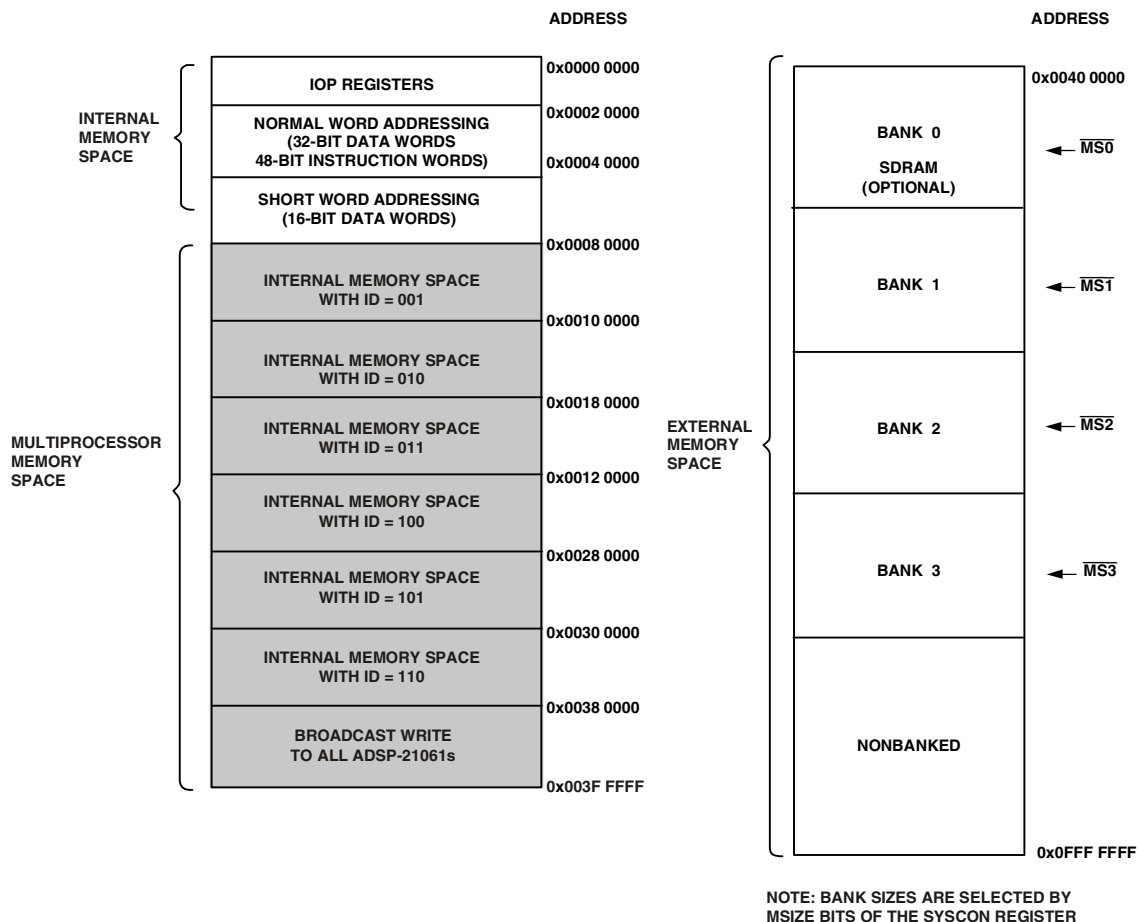 ADDRESS
0x0000 0000
IOP REGISTERS
0x0002 0000
INTERNAL
MEMORY
SPACE
NORMAL WORD ADDRESSING
(32-BIT DATA WORDS
48-BIT INSTRUCTION WORDS)
0x0004 0000
SHORT WORD ADDRESSING
(16-BIT DATA WORDS)
0x0008 0000
INTERNAL MEMORY SPACE
WITH ID = 001
0x0010 0000
INTERNAL MEMORY SPACE
WITH ID = 010
0x0018 0000
MULTIPROCESSOR
MEMORY
SPACE
INTERNAL MEMORY SPACE
WITH ID = 011
0x0012 0000
INTERNAL MEMORY SPACE
WITH ID = 100
0x0028 0000
INTERNAL MEMORY SPACE
WITH ID = 101
0x0030 0000
INTERNAL MEMORY SPACE
WITH ID = 110
0x0038 0000
BROADCAST WRITE
TO ALL ADSP-21061s
0x003F FFFF
ADDRESS
0x0040 0000
BANK 0
MS0
SDRAM
(OPTIONAL)
BANK 1
MS1
EXTERNAL
MEMORY
SPACE
BANK 2
MS2
BANK 3
MS3
NONBANKED
0x0FFF FFFF
NOTE: BANK SIZES ARE SELECTED BY
MSIZE BITS OF THE SYSCON REGISTER